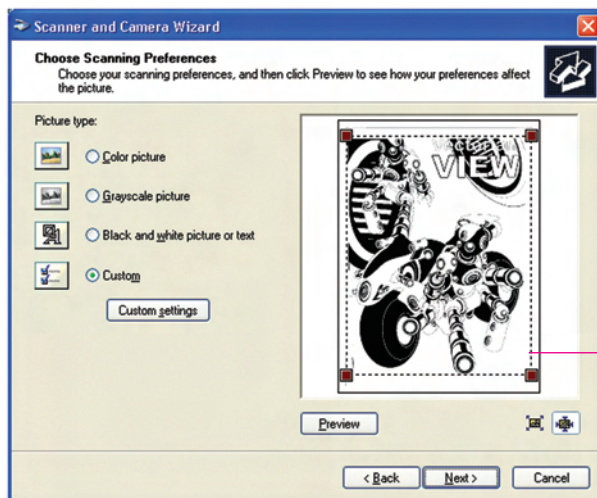 Scanner and Camera Wizard
Choose Scanning Preferences
Choose your scanning preferences, and then click Preview to see how your preferences affect
the picture.
Picture type:
Color picture
Grayscale picture
Black and white picture or text
Custom
Custom settings
VIEW
Preview
< Back
Next >
Cancel